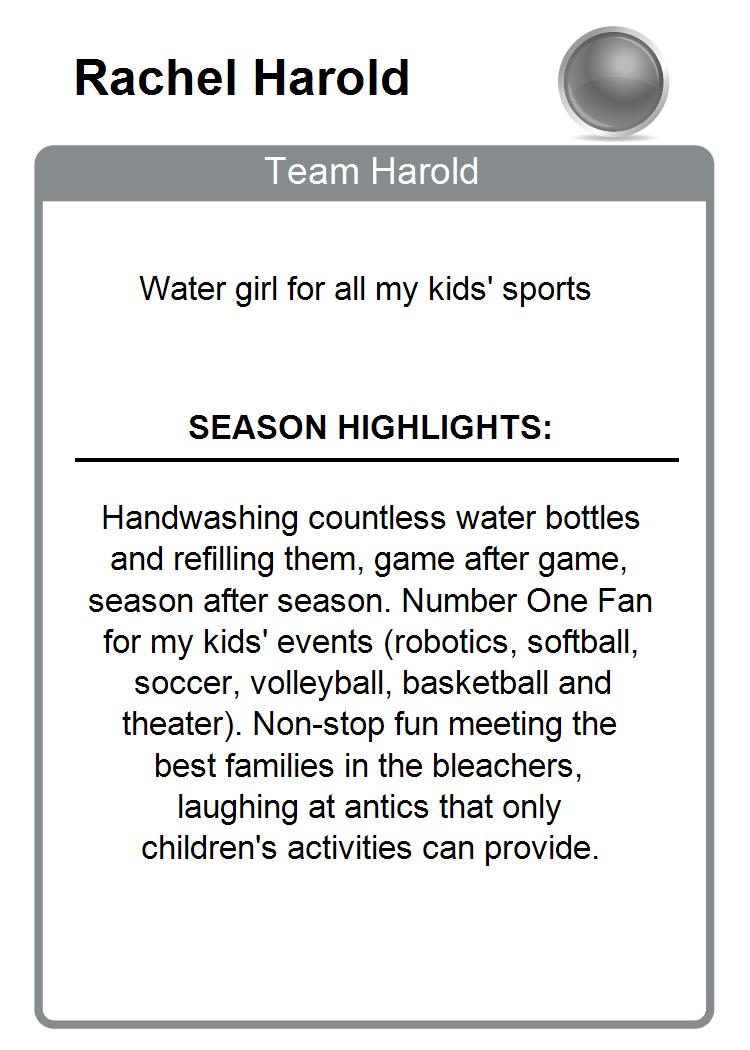 Rachel Harold
Team Harold
Water girl for all my kids' sports
SEASON HIGHLIGHTS:
Handwashing countless water bottles
and refilling them, game after game,
season after season. Number One Fan
for my kids' events (robotics, softball,
soccer, volleyball, basketball and
theater). Non-stop fun meeting the
best families in the bleachers,
laughing at antics that only
children's activities can provide.